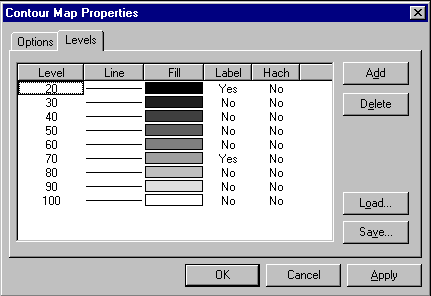 Contour Map Properties
Options Levels
Level Line Fill Label Hach
20 Yes No
30 No No
40 No No
50 No No
60 No No
70 Yes No
80 No No
90 No No
100 No No
Add
Delete
Load...
Save...
OK Cancel Apply